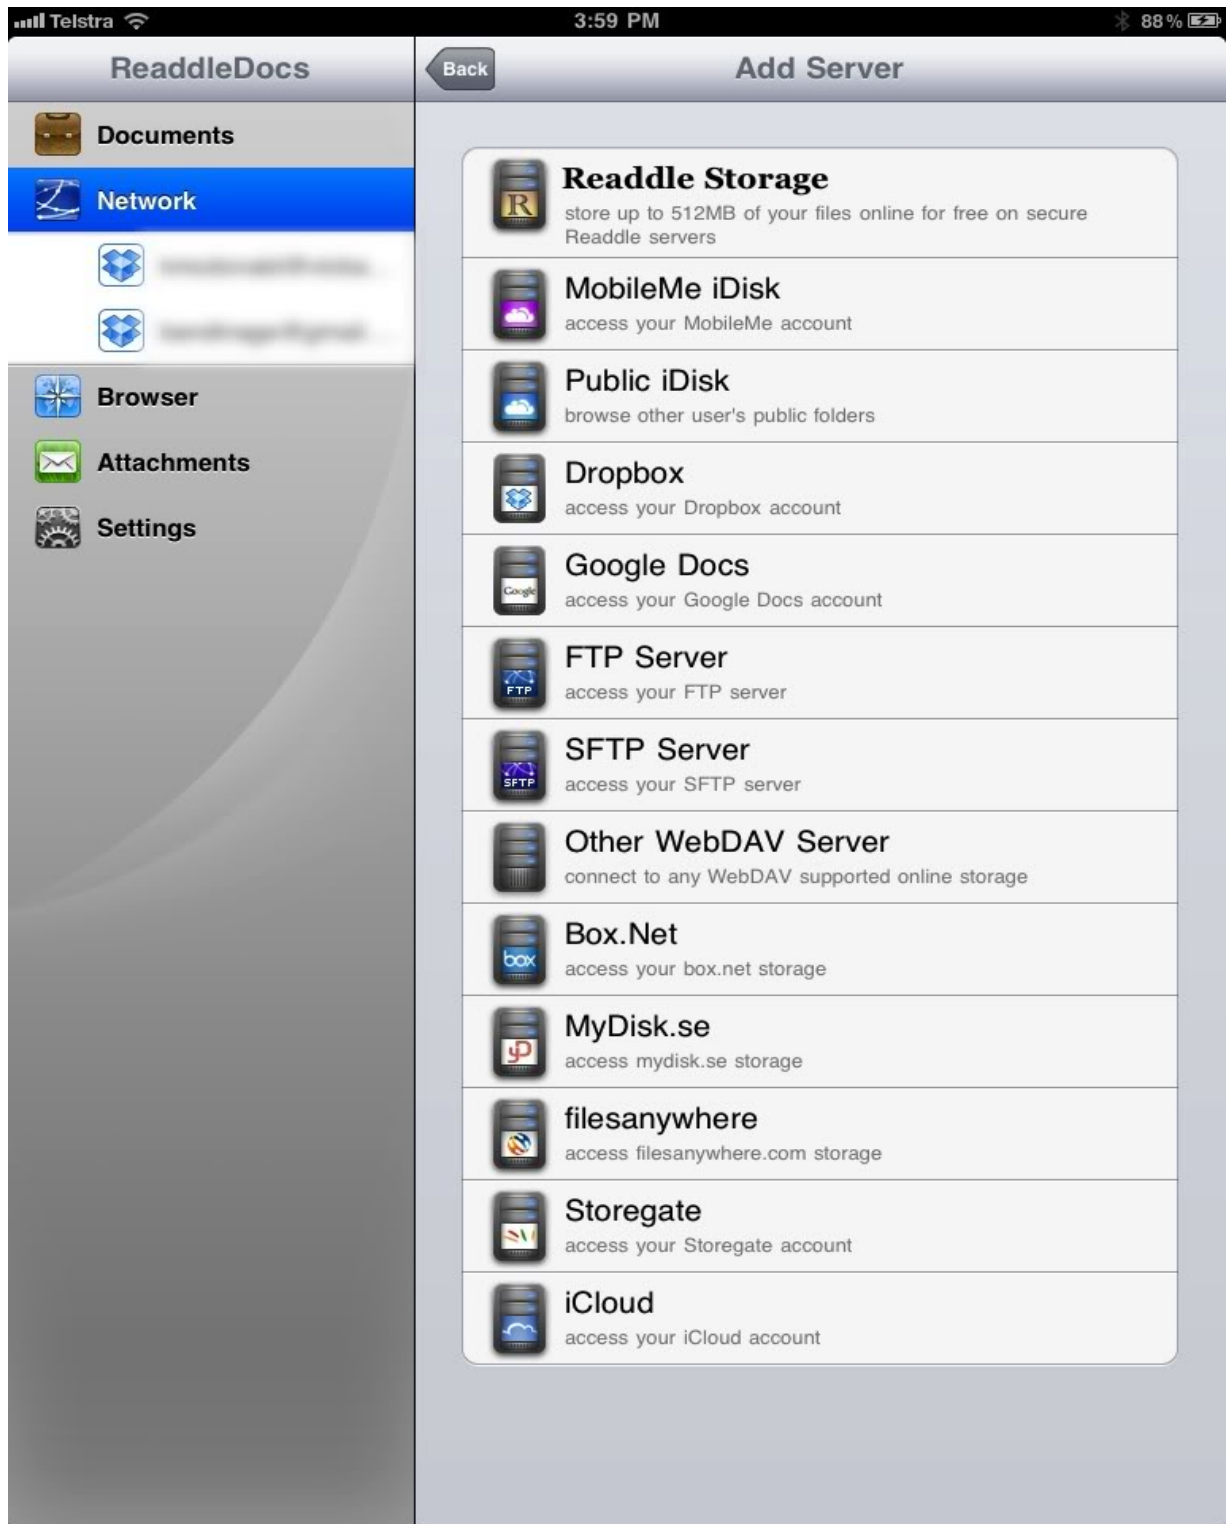 Telstra 3:59 PM 88%
ReaddleDocs
Documents
Network
Browser
Attachments
Settings
Back
Add Server
R
Readdle Storage
store up to 512MB of your files online for free on secure
Readdle servers
MobileMe iDisk
access your MobileMe account
Public iDisk
browse other user's public folders
Dropbox
access your Dropbox account
Google
Google Docs
access your Google Docs account
FTP
FTP Server
access your FTP server
SFTP
SFTP Server
access your SFTP server
Other WebDAV Server
connect to any WebDAV supported online storage
box
Box.Net
access your box.net storage
MyDisk.se
access mydisk.se storage
filesanywhere
access filesanywhere.com storage
Storegate
access your Storegate account
iCloud
access your iCloud account